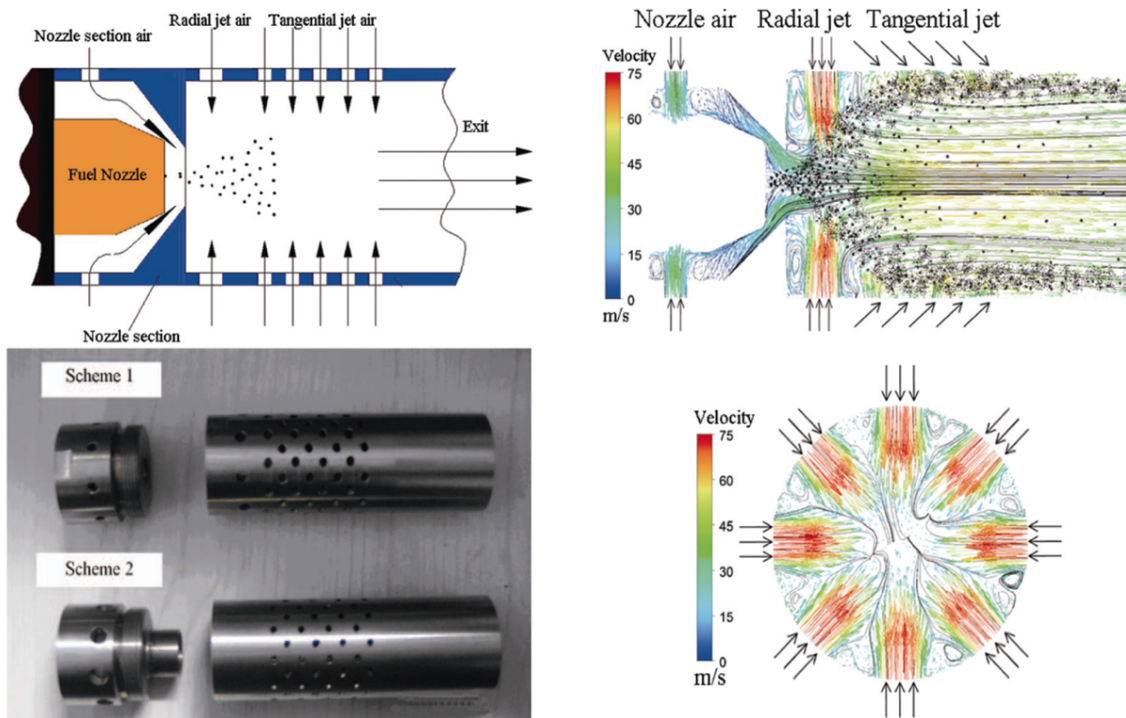 Radial jet air
Tangential jet air
Nozzle section air
Fuel Nozzle
Exit
Nozzle section
Scheme 1
Scheme 2
Nozzle air
Radial jet
Tangential jet
Velocity
75
60
45
30
15
0
m/s
Velocity
75
60
45
30
15
0
m/s